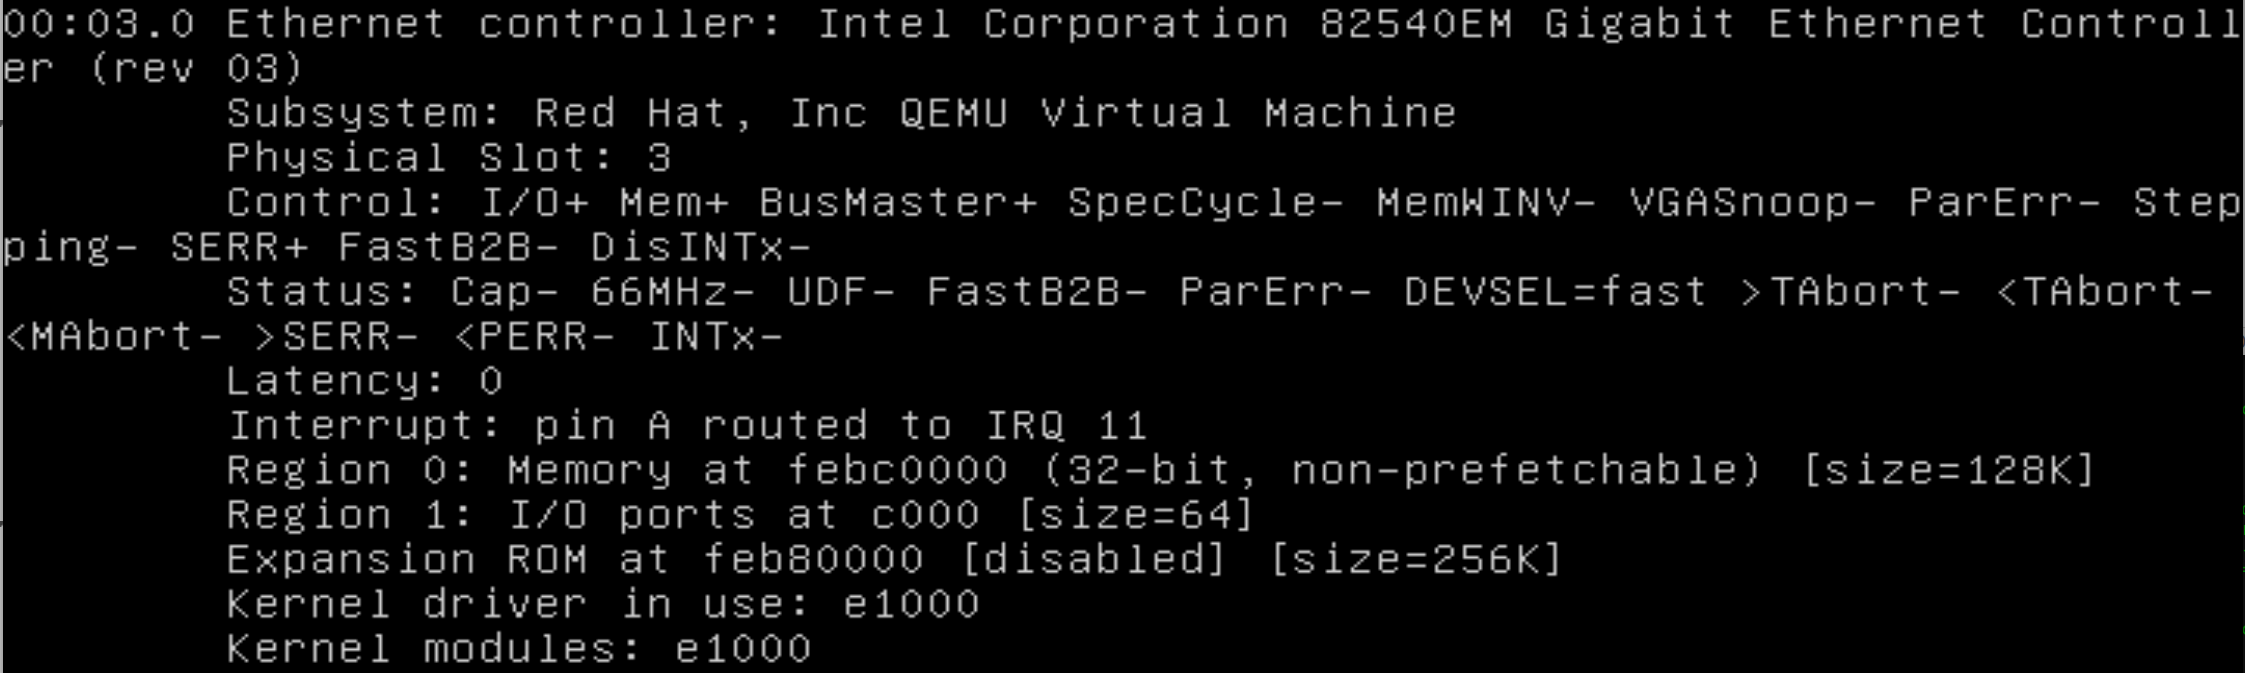 00:03.0 Ethernet controller: Intel Corporation 82540EM Gigabit Ethernet Controll
er (rev 03)
Subsystem: Red Hat, Inc QEMU Virtual Machine
Physical Slot: 3
Control: I/O+ Mem+ BusMaster+ SpecCycle- MemWINV- VGASnoop- ParErr- Step
ping- SERR+ FastB2B- DisINTx-
Status: Cap- 66MHz- UDF- FastB2B- ParErr- DEVSEL=fast >TAbort- <TAbort-
<MAbort- >SERR- <PERR- INTx-
Latency: 0
Interrupt: pin A routed to IRQ 11
Region 0: Memory at febc0000 (32-bit, non-prefetchable) [size=128K]
Region 1: I/O ports at c000 [size=64]
Expansion ROM at feb80000 [disabled] [size=256K]
Kernel driver in use: e1000
Kernel modules: e1000